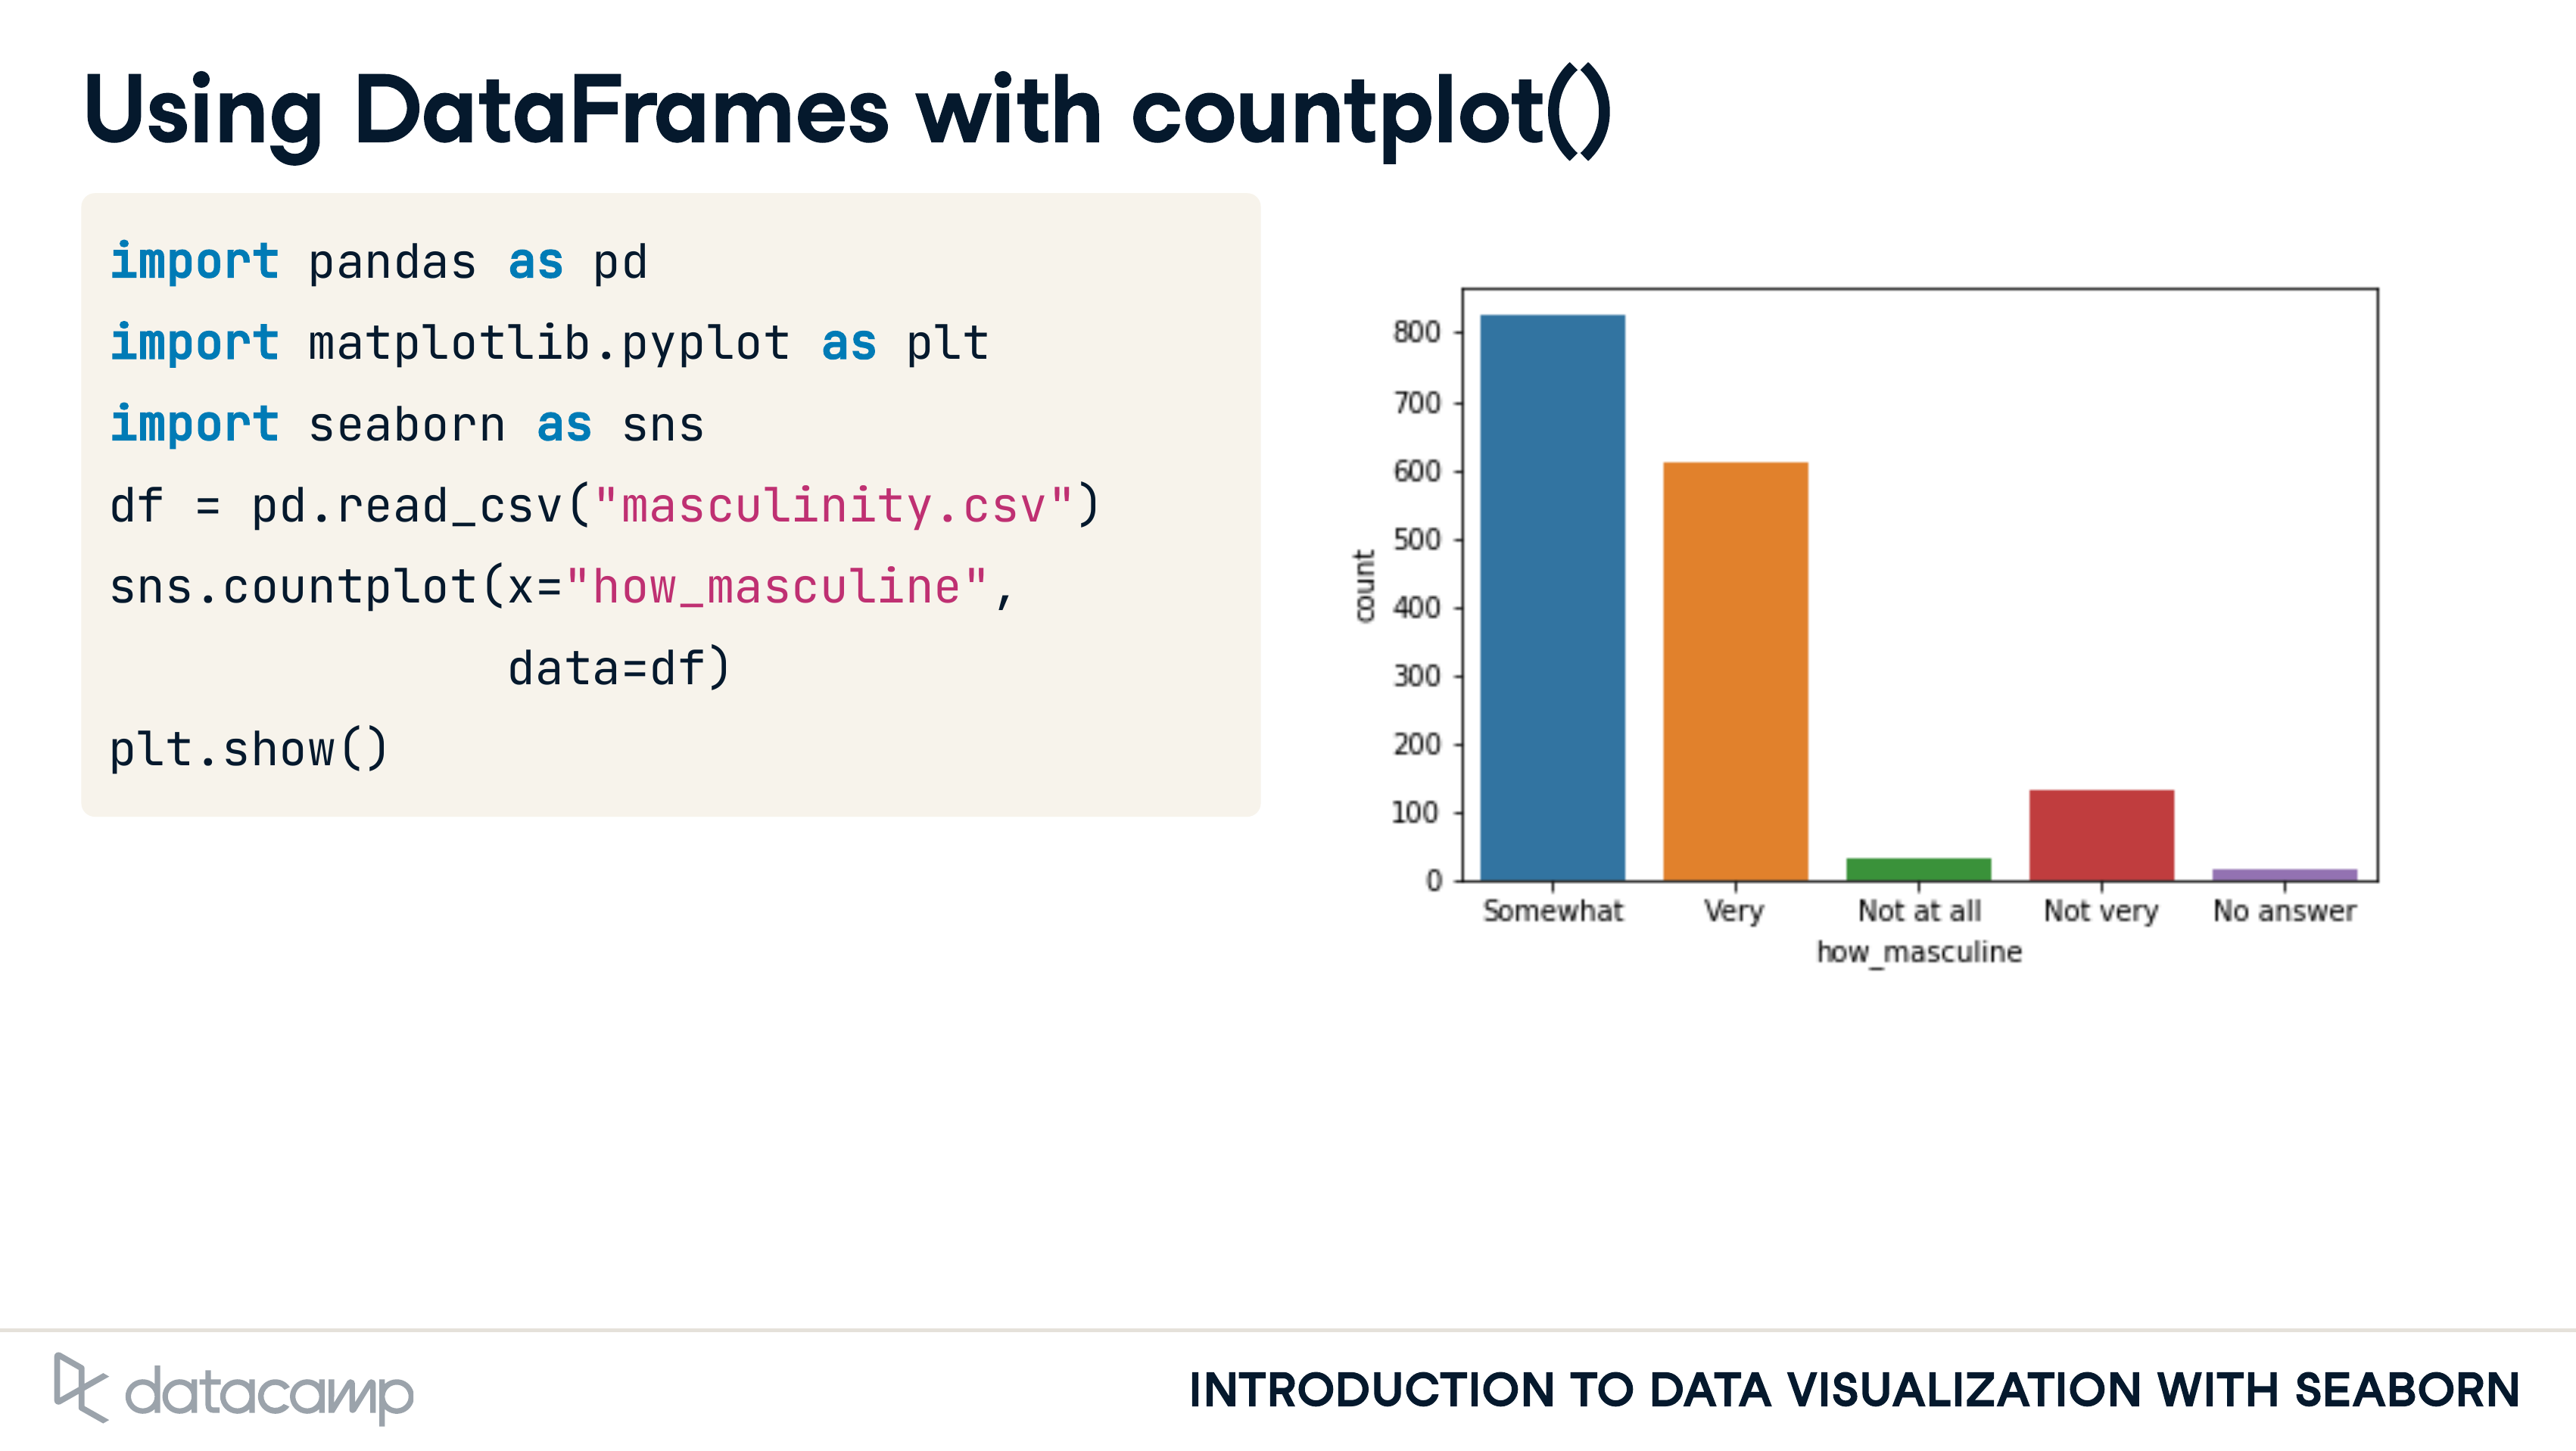 Using DataFrames with countplot()
import pandas as pd
import matplotlib.pyplot as plt
import seaborn as sns
df = pd.read_csv("masculinity.csv")
sns.countplot(x="how_masculine",
              data=df)
plt.show()
800
700
600
500
400
300
200
100
0
count
Somewhat Very Not at all Not very No answer
how_masculine
datacamp
INTRODUCTION TO DATA VISUALIZATION WITH SEABORN